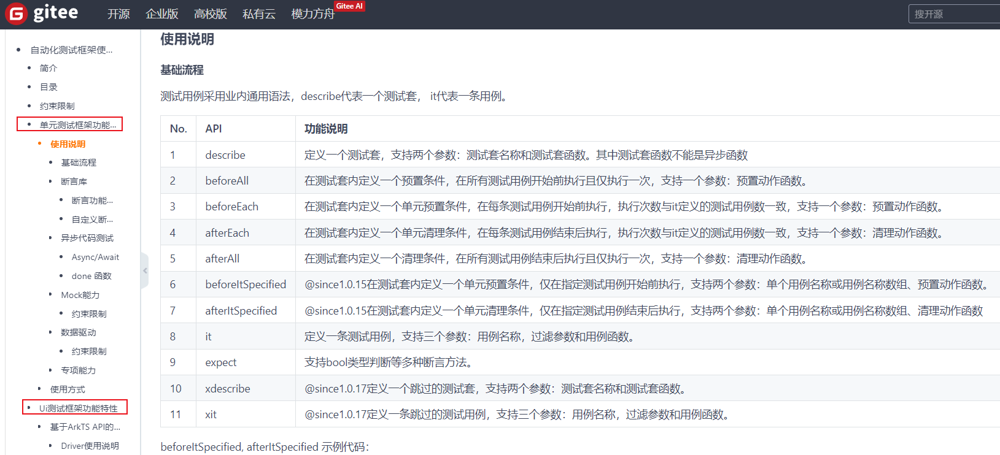 gitee
开源 企业版 高校版 私有云 模力方舟 Gitee AI
搜开源
自动化测试框架使...
简介
目录
约束限制
单元测试框架功能...
使用说明
基础流程
断言库
断言功能...
自定义断...
异步代码测试
Async/Await
done 函数
Mock能力
约束限制
数据驱动
约束限制
专项能力
使用方式
Ui测试框架功能特性
基于ArkTS API的...
Driver使用说明
使用说明
基础流程
测试用例采用业内通用语法，describe代表一个测试套， it代表一条用例。
No. API 功能说明
1 describe 定义一个测试套，支持两个参数：测试套名称和测试套函数。其中测试套函数不能是异步函数
2 beforeAll 在测试套内定义一个预置条件，在所有测试用例开始前执行且仅执行一次，支持一个参数：预置动作函数。
3 beforeEach 在测试套内定义一个单元预置条件，在每条测试用例开始前执行，执行次数与it定义的测试用例数一致，支持一个参数：预置动作函数。
4 afterEach 在测试套内定义一个单元清理条件，在每条测试用例结束后执行，执行次数与it定义的测试用例数一致，支持一个参数：清理动作函数。
5 afterAll 在测试套内定义一个清理条件，在所有测试用例结束后执行且仅执行一次，支持一个参数：清理动作函数。
6 beforeItSpecified @since1.0.15在测试套内定义一个单元预置条件，仅在指定测试用例开始前执行，支持两个参数：单个用例名称或用例名称数组、预置动作函数。
7 afterItSpecified @since1.0.15在测试套内定义一个单元清理条件，仅在指定测试用例结束后执行，支持两个参数：单个用例名称或用例名称数组、清理动作函数
8 it 定义一条测试用例，支持三个参数：用例名称，过滤参数和用例函数。
9 expect 支持bool类型判断等多种断言方法。
10 xdescribe @since1.0.17定义一个跳过的测试套，支持两个参数：测试套名称和测试套函数。
11 xit @since1.0.17定义一条跳过的测试用例，支持三个参数：用例名称，过滤参数和用例函数。
beforeItSpecified, afterItSpecified 示例代码：